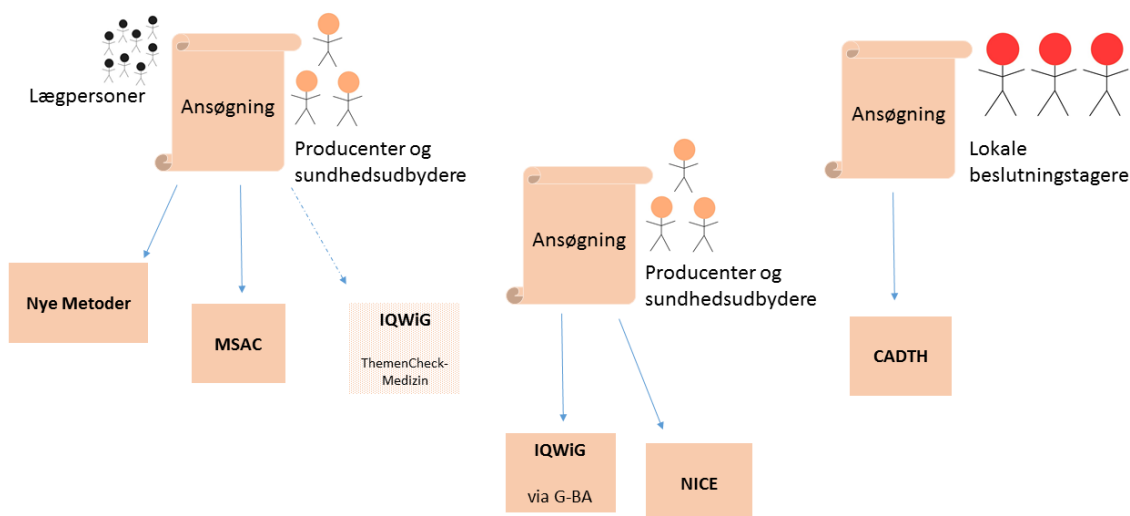 Lægpersoner
Ansøgning
Producenter og
sundhedsudbydere
Nye Metoder
MSAC
IQWiG
ThemenCheck-
Medizin
Ansøgning
Producenter og
sundhedsudbydere
IQWiG
via G-BA
NICE
Ansøgning
Lokale
beslutningstagere
CADTH